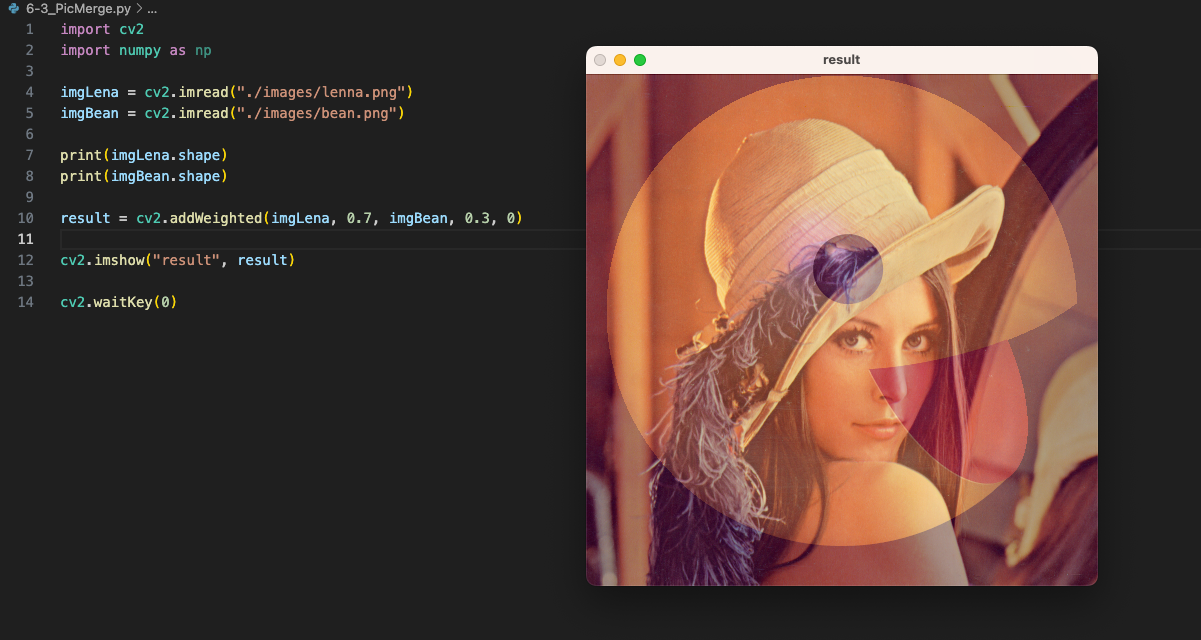 6-3_PicMerge.py > ...
1 import cv2
2 import numpy as np
3
4 imgLena = cv2.imread("./images/lenna.png")
5 imgBean = cv2.imread("./images/bean.png")
6
7 print(imgLena.shape)
8 print(imgBean.shape)
9
10 result = cv2.addWeighted(imgLena, 0.7, imgBean, 0.3, 0)
11
12 cv2.imshow("result", result)
13
14 cv2.waitKey(0)
result